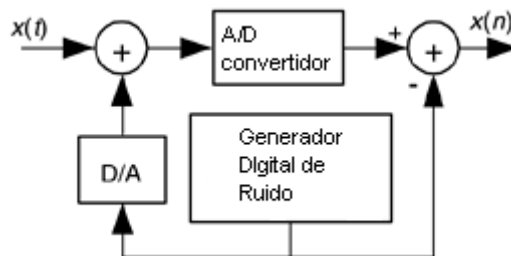 x(t)
+
A/D
convertidor
+
+
x(n)
-
D/A
Generador
DIgital de
Ruido